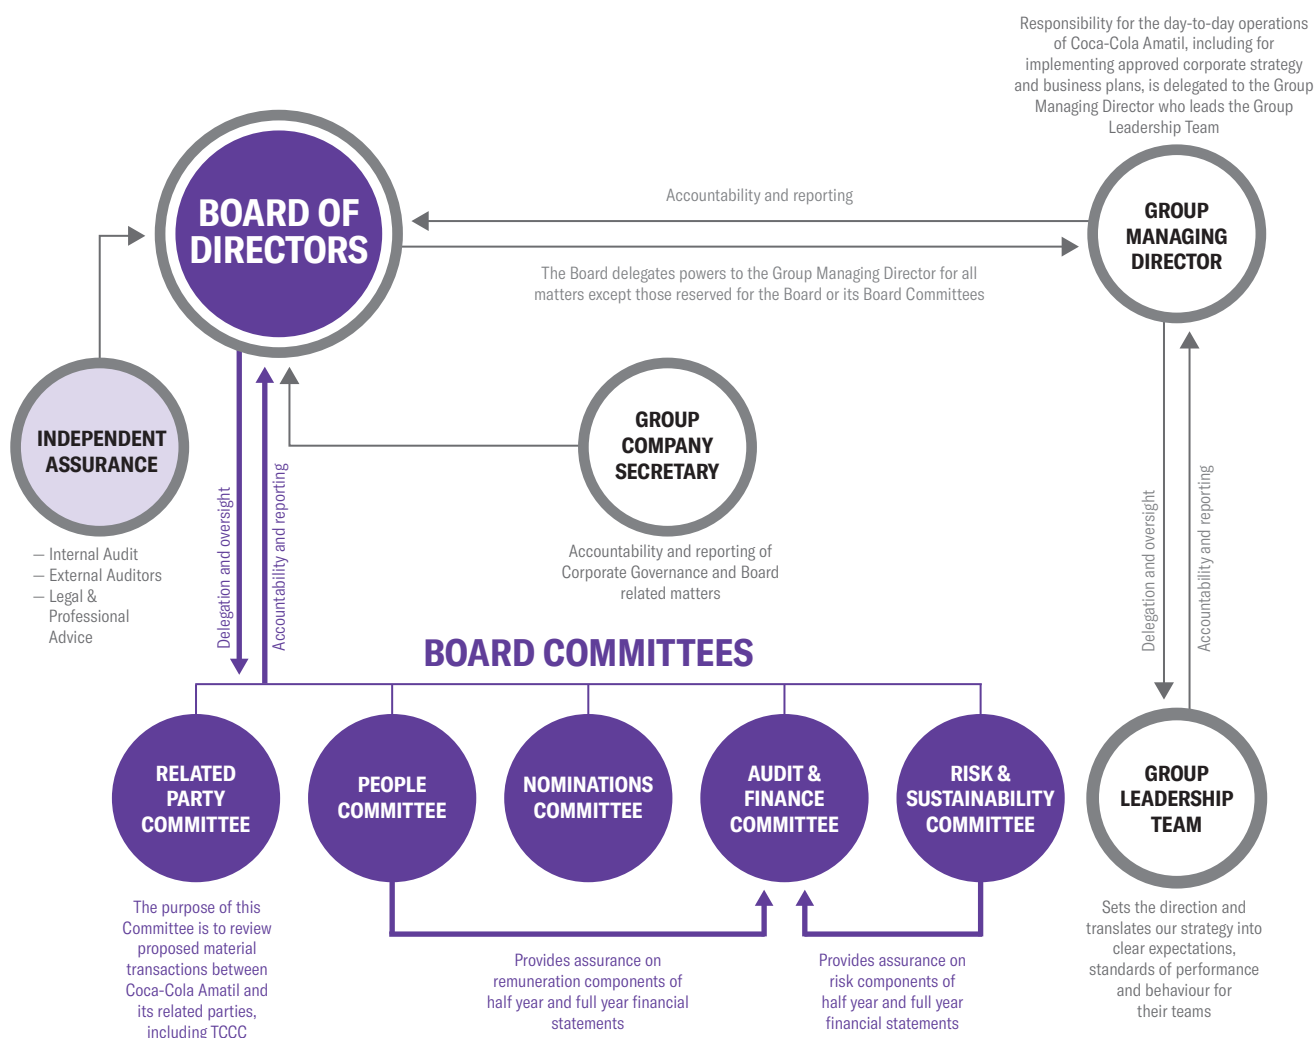 Responsibility for the day-to-day operations
of Coca-Cola Amatil, including for
implementing approved corporate strategy
and business plans, is delegated to the Group
Managing Director who leads the Group
Leadership Team
BOARD OF
DIRECTORS
Accountability and reporting
The Board delegates powers to the Group Managing Director for all
matters except those reserved for the Board or its Board Committees
GROUP
MANAGING
DIRECTOR
INDEPENDENT
ASSURANCE
— Internal Audit
— External Auditors
— Legal &
Professional
Advice
Delegation and oversight
Accountability and reporting
GROUP
COMPANY
SECRETARY
Accountability and reporting of
Corporate Governance and Board
related matters
Delegation and oversight
Accountability and reporting
BOARD COMMITTEES
RELATED
PARTY
COMMITTEE
PEOPLE
COMMITTEE
NOMINATIONS
COMMITTEE
AUDIT &
FINANCE
COMMITTEE
RISK &
SUSTAINABILITY
COMMITTEE
GROUP
LEADERSHIP
TEAM
The purpose of this
Committee is to review
proposed material
transactions between
Coca-Cola Amatil and
its related parties,
including TCCC
Provides assurance on
remuneration components of
half year and full year financial
statements
Provides assurance on
risk components of
half year and full year
financial statements
Sets the direction and
translates our strategy into
clear expectations,
standards of performance
and behaviour for
their teams